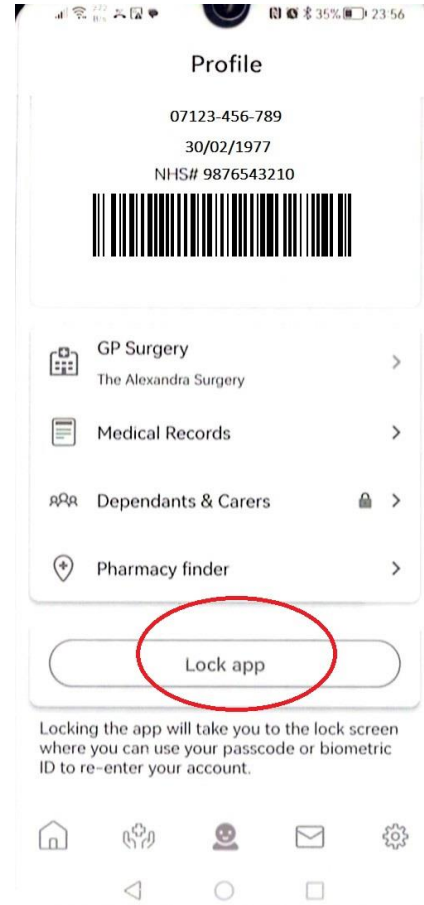 35% 23:56
Profile
07123-456-789
30/02/1977
NHS# 9876543210
GP Surgery
The Alexandra Surgery
Medical Records
Dependants & Carers
Pharmacy finder
Lock app
Locking the app will take you to the lock screen
where you can use your passcode or biometric
ID to re-enter your account.